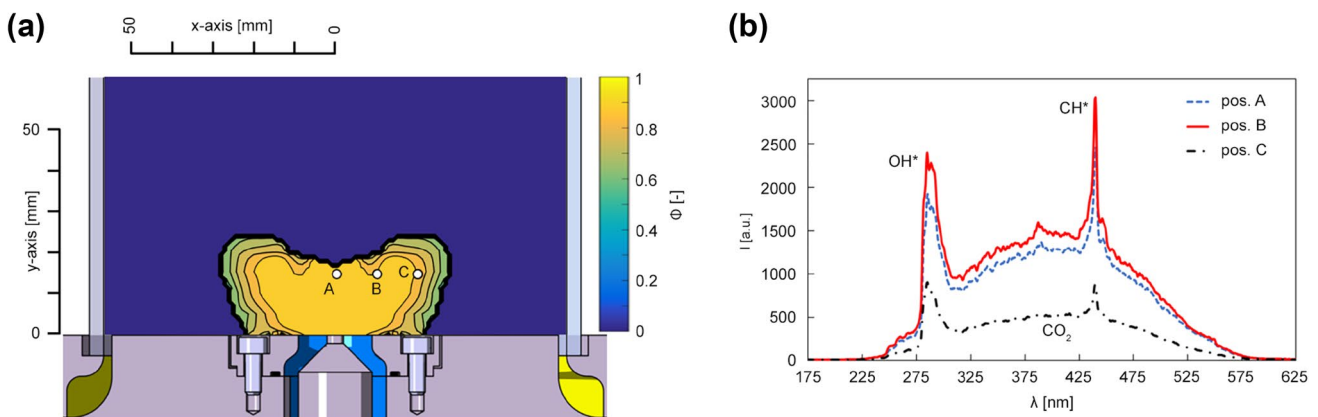 (a)
x-axis [mm]
50
0
y-axis [mm]
50
0
A
B
C
1
0.8
0.6
0.4
0.2
0
Φ [-]
(b)
I [a.u.]
3000
2500
2000
1500
1000
500
0
OH*
CH*
CO₂
pos. A
pos. B
pos. C
175 225 275 325 375 425 475 525 575 625
λ [nm]